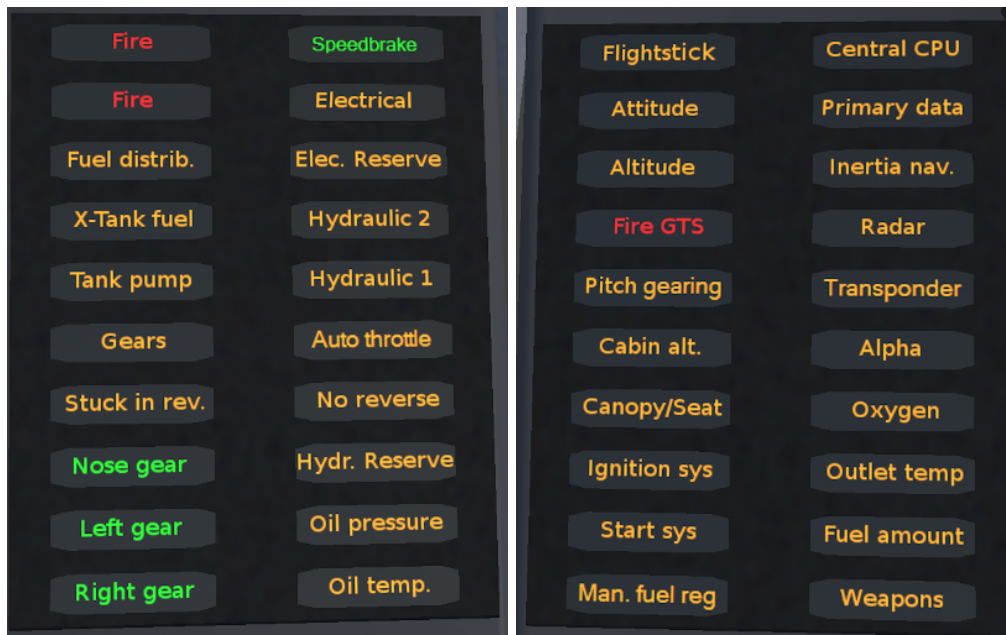 Fire
Speedbrake
Fire
Electrical
Fuel distrib.
Elec. Reserve
X-Tank fuel
Hydraulic 2
Tank pump
Hydraulic 1
Gears
Auto throttle
Stuck in rev.
No reverse
Nose gear
Hydr. Reserve
Left gear
Oil pressure
Right gear
Oil temp.
Flightstick
Central CPU
Attitude
Primary data
Altitude
Inertia nav.
Fire GTS
Radar
Pitch gearing
Transponder
Cabin alt.
Alpha
Canopy/Seat
Oxygen
Ignition sys
Outlet temp
Start sys
Fuel amount
Man. fuel reg
Weapons